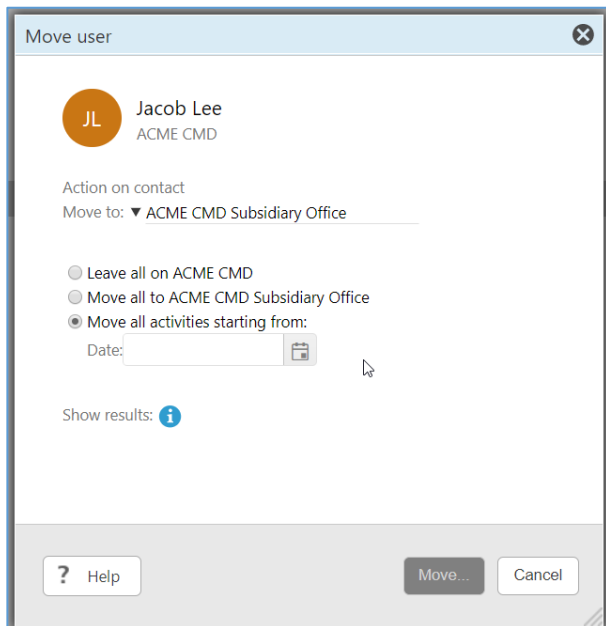 Move user
JL
Jacob Lee
ACME CMD
Action on contact
Move to: ACME CMD Subsidiary Office
Leave all on ACME CMD
Move all to ACME CMD Subsidiary Office
Move all activities starting from:
Date:
Show results: i
? Help
Move...
Cancel